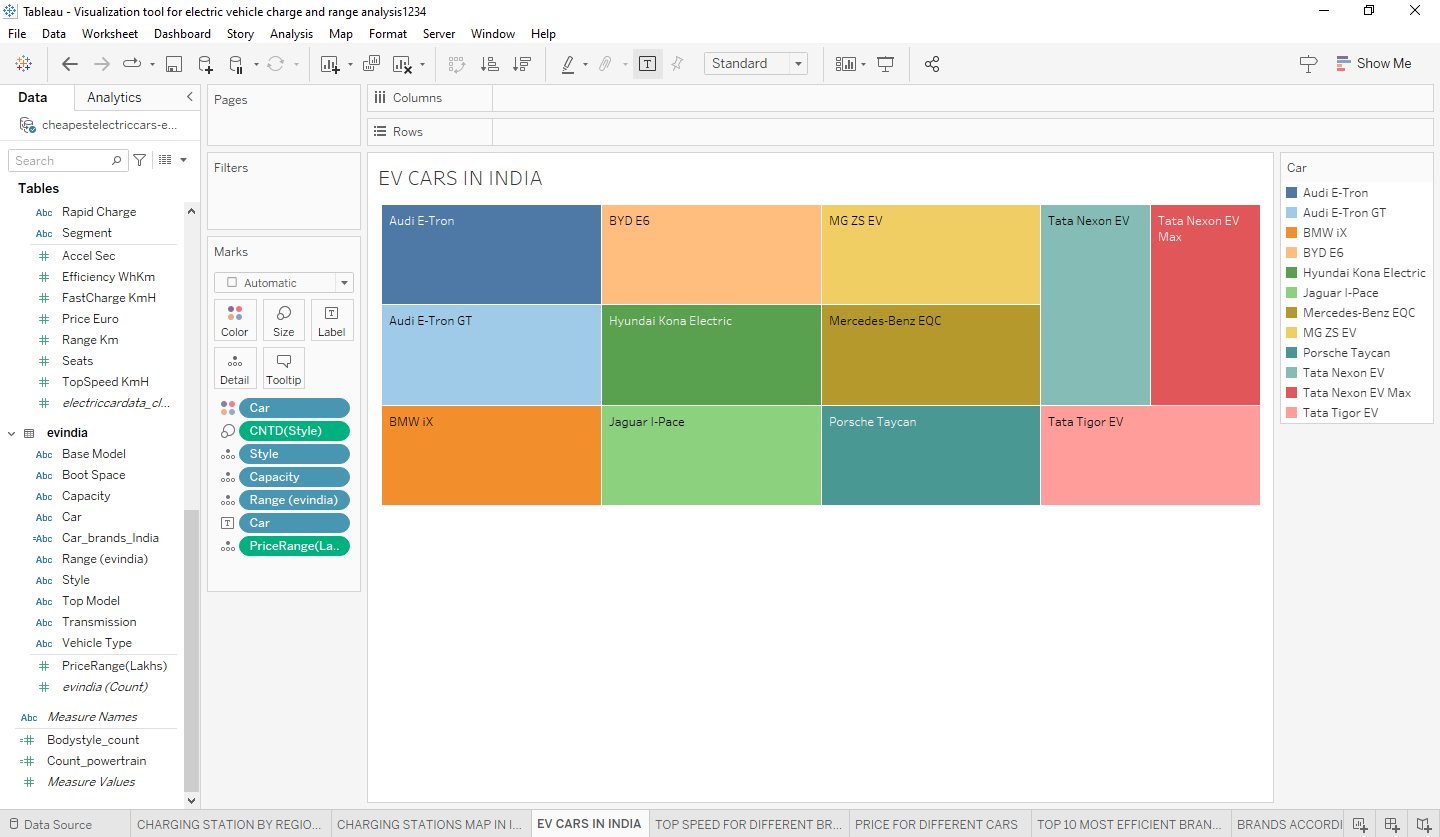 Tableau - Visualization tool for electric vehicle charge and range analysis1234
File Data Worksheet Dashboard Story Analysis Map Format Server Window Help
Standard
Show Me
Data Analytics
cheapestelectriccars-e...
Search
Tables
Abc Rapid Charge
Abc Segment
# Accel Sec
# Efficiency WhKm
# FastCharge KmH
# Price Euro
# Range Km
# Seats
# TopSpeed KmH
# electriccardata_cl...
evindia
Abc Base Model
Abc Boot Space
Abc Capacity
Abc Car
=Abc Car_brands_India
Abc Range (evindia)
Abc Style
Abc Top Model
Abc Transmission
Abc Vehicle Type
# PriceRange(Lakhs)
# evindia (Count)
Abc Measure Names
=# Bodystyle_count
=# Count_powertrain
# Measure Values
Pages
Filters
Marks
Automatic
Color Size Label
Detail Tooltip
Car
CNTD(Style)
Style
Capacity
Range (evindia)
Car
PriceRange(La..
Columns
Rows
EV CARS IN INDIA
Audi E-Tron
BYD E6
MG ZS EV
Tata Nexon EV
Tata Nexon EV
Max
Audi E-Tron GT
Hyundai Kona Electric
Mercedes-Benz EQC
BMW iX
Jaguar I-Pace
Porsche Taycan
Tata Tigor EV
Car
Audi E-Tron
Audi E-Tron GT
BMW iX
BYD E6
Hyundai Kona Electric
Jaguar I-Pace
Mercedes-Benz EQC
MG ZS EV
Porsche Taycan
Tata Nexon EV
Tata Nexon EV Max
Tata Tigor EV
Data Source
CHARGING STATION BY REGIO...
CHARGING STATIONS MAP IN I...
EV CARS IN INDIA
TOP SPEED FOR DIFFERENT BR...
PRICE FOR DIFFERENT CARS
TOP 10 MOST EFFICIENT BRAN...
BRANDS ACCORDI